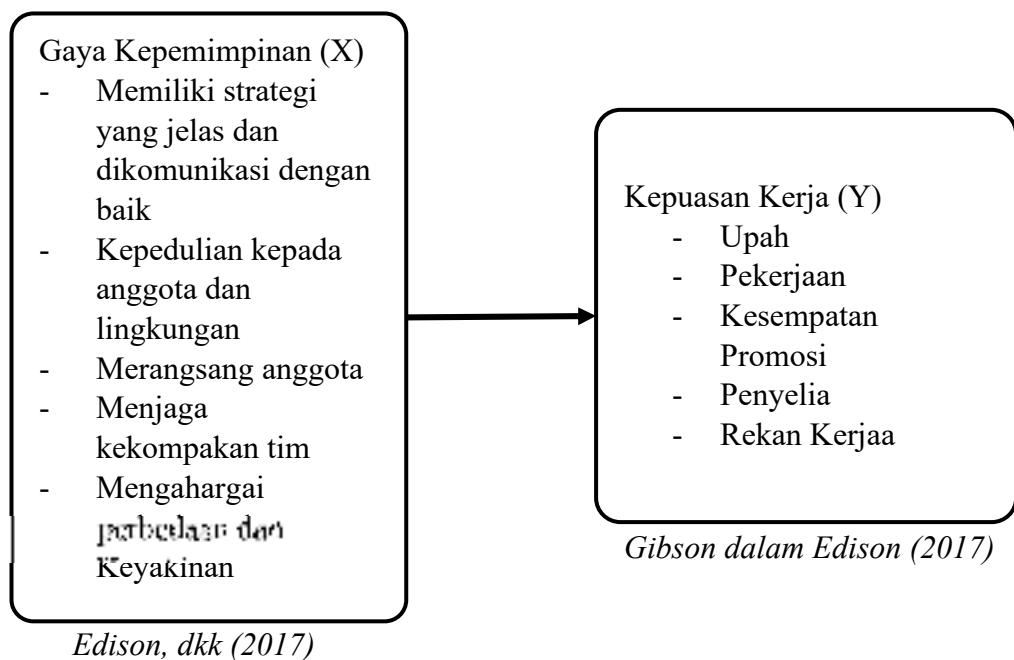 Gaya Kepemimpinan (X)
- Memiliki strategi
yang jelas dan
dikomunikasi dengan
baik
- Kepedulian kepada
anggota dan
lingkungan
- Merangsang anggota
- Menjaga
kekompakan tim
- Mengahargai
perbedaan dan
Keyakinan
Edison, dkk (2017)
Kepuasan Kerja (Y)
- Upah
- Pekerjaan
- Kesempatan
Promosi
- Penyelia
- Rekan Kerjaa
Gibson dalam Edison (2017)